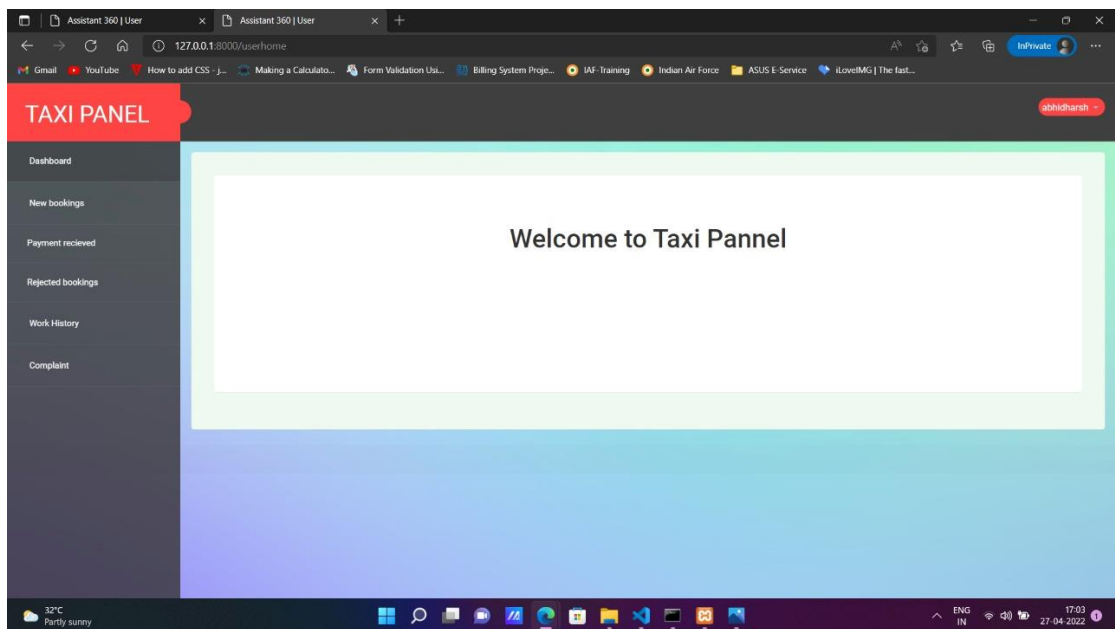 Assistant 360 | User
Assistant 360 | User
127.0.0.1:8000/userhome
InPrivate
Gmail YouTube How to add CSS - j... Making a Calculato... Form Validation Usi... Billing System Proje... IAF-Training Indian Air Force ASUS E-Service iLoveIMG | The fast...
TAXI PANEL
abhidharsh
Dashboard
New bookings
Payment recieved
Rejected bookings
Work History
Complaint
Welcome to Taxi Pannel
32°C
Partly sunny
ENG
IN
17:03
27-04-2022
1